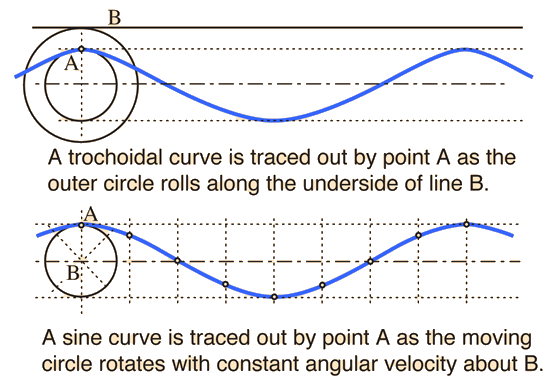 B
A
A trochoidal curve is traced out by point A as the
outer circle rolls along the underside of line B.
A
B
A sine curve is traced out by point A as the moving
circle rotates with constant angular velocity about B.